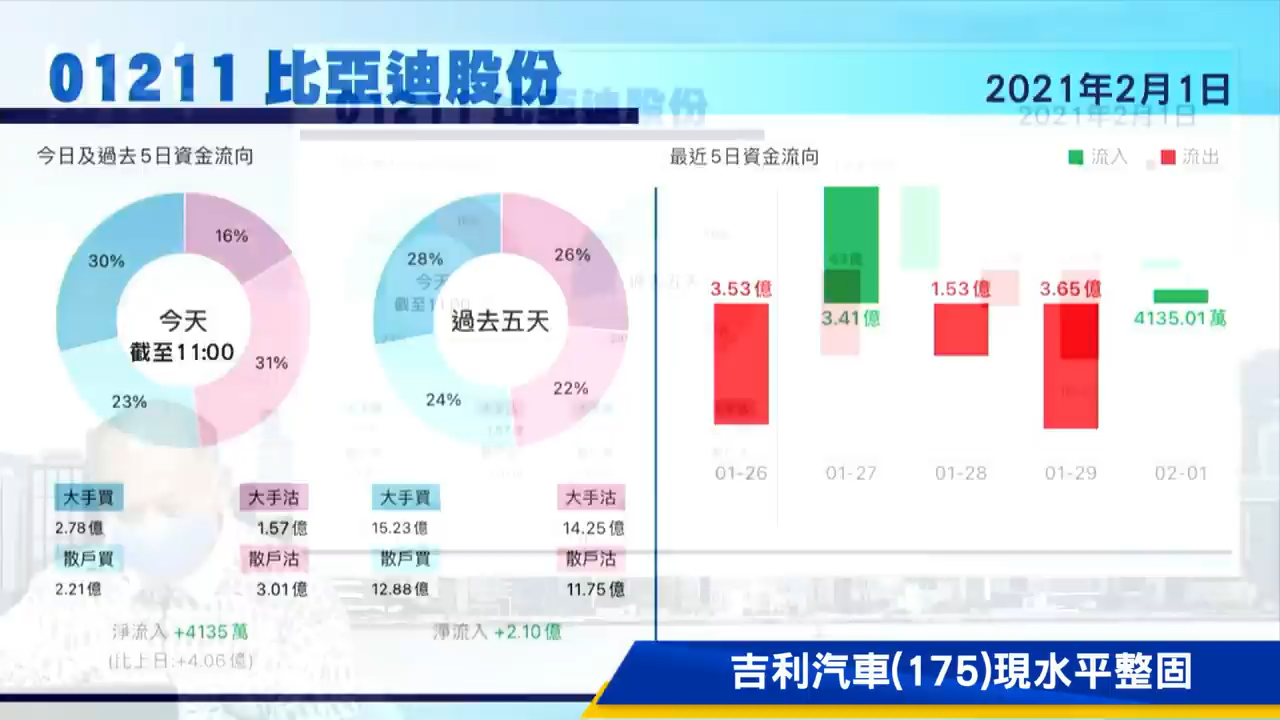 01211 比亞迪股份
2021年2月1日
今日及過去5日資金流向
30%
16%
31%
23%
今天
截至11:00
28%
26%
22%
24%
過去五天
大手買
2.78億
大手沽
1.57億
散戶買
2.21億
散戶沽
3.01億
淨流入 +4135萬
(比上日:+4.06億)
大手買
15.23億
大手沽
14.25億
散戶買
12.88億
散戶沽
11.75億
淨流入 +2.10億
最近5日資金流向
流入
流出
3.53億
3.41億
1.53億
3.65億
4135.01萬
01-26
01-27
01-28
01-29
02-01
吉利汽車(175)現水平整固